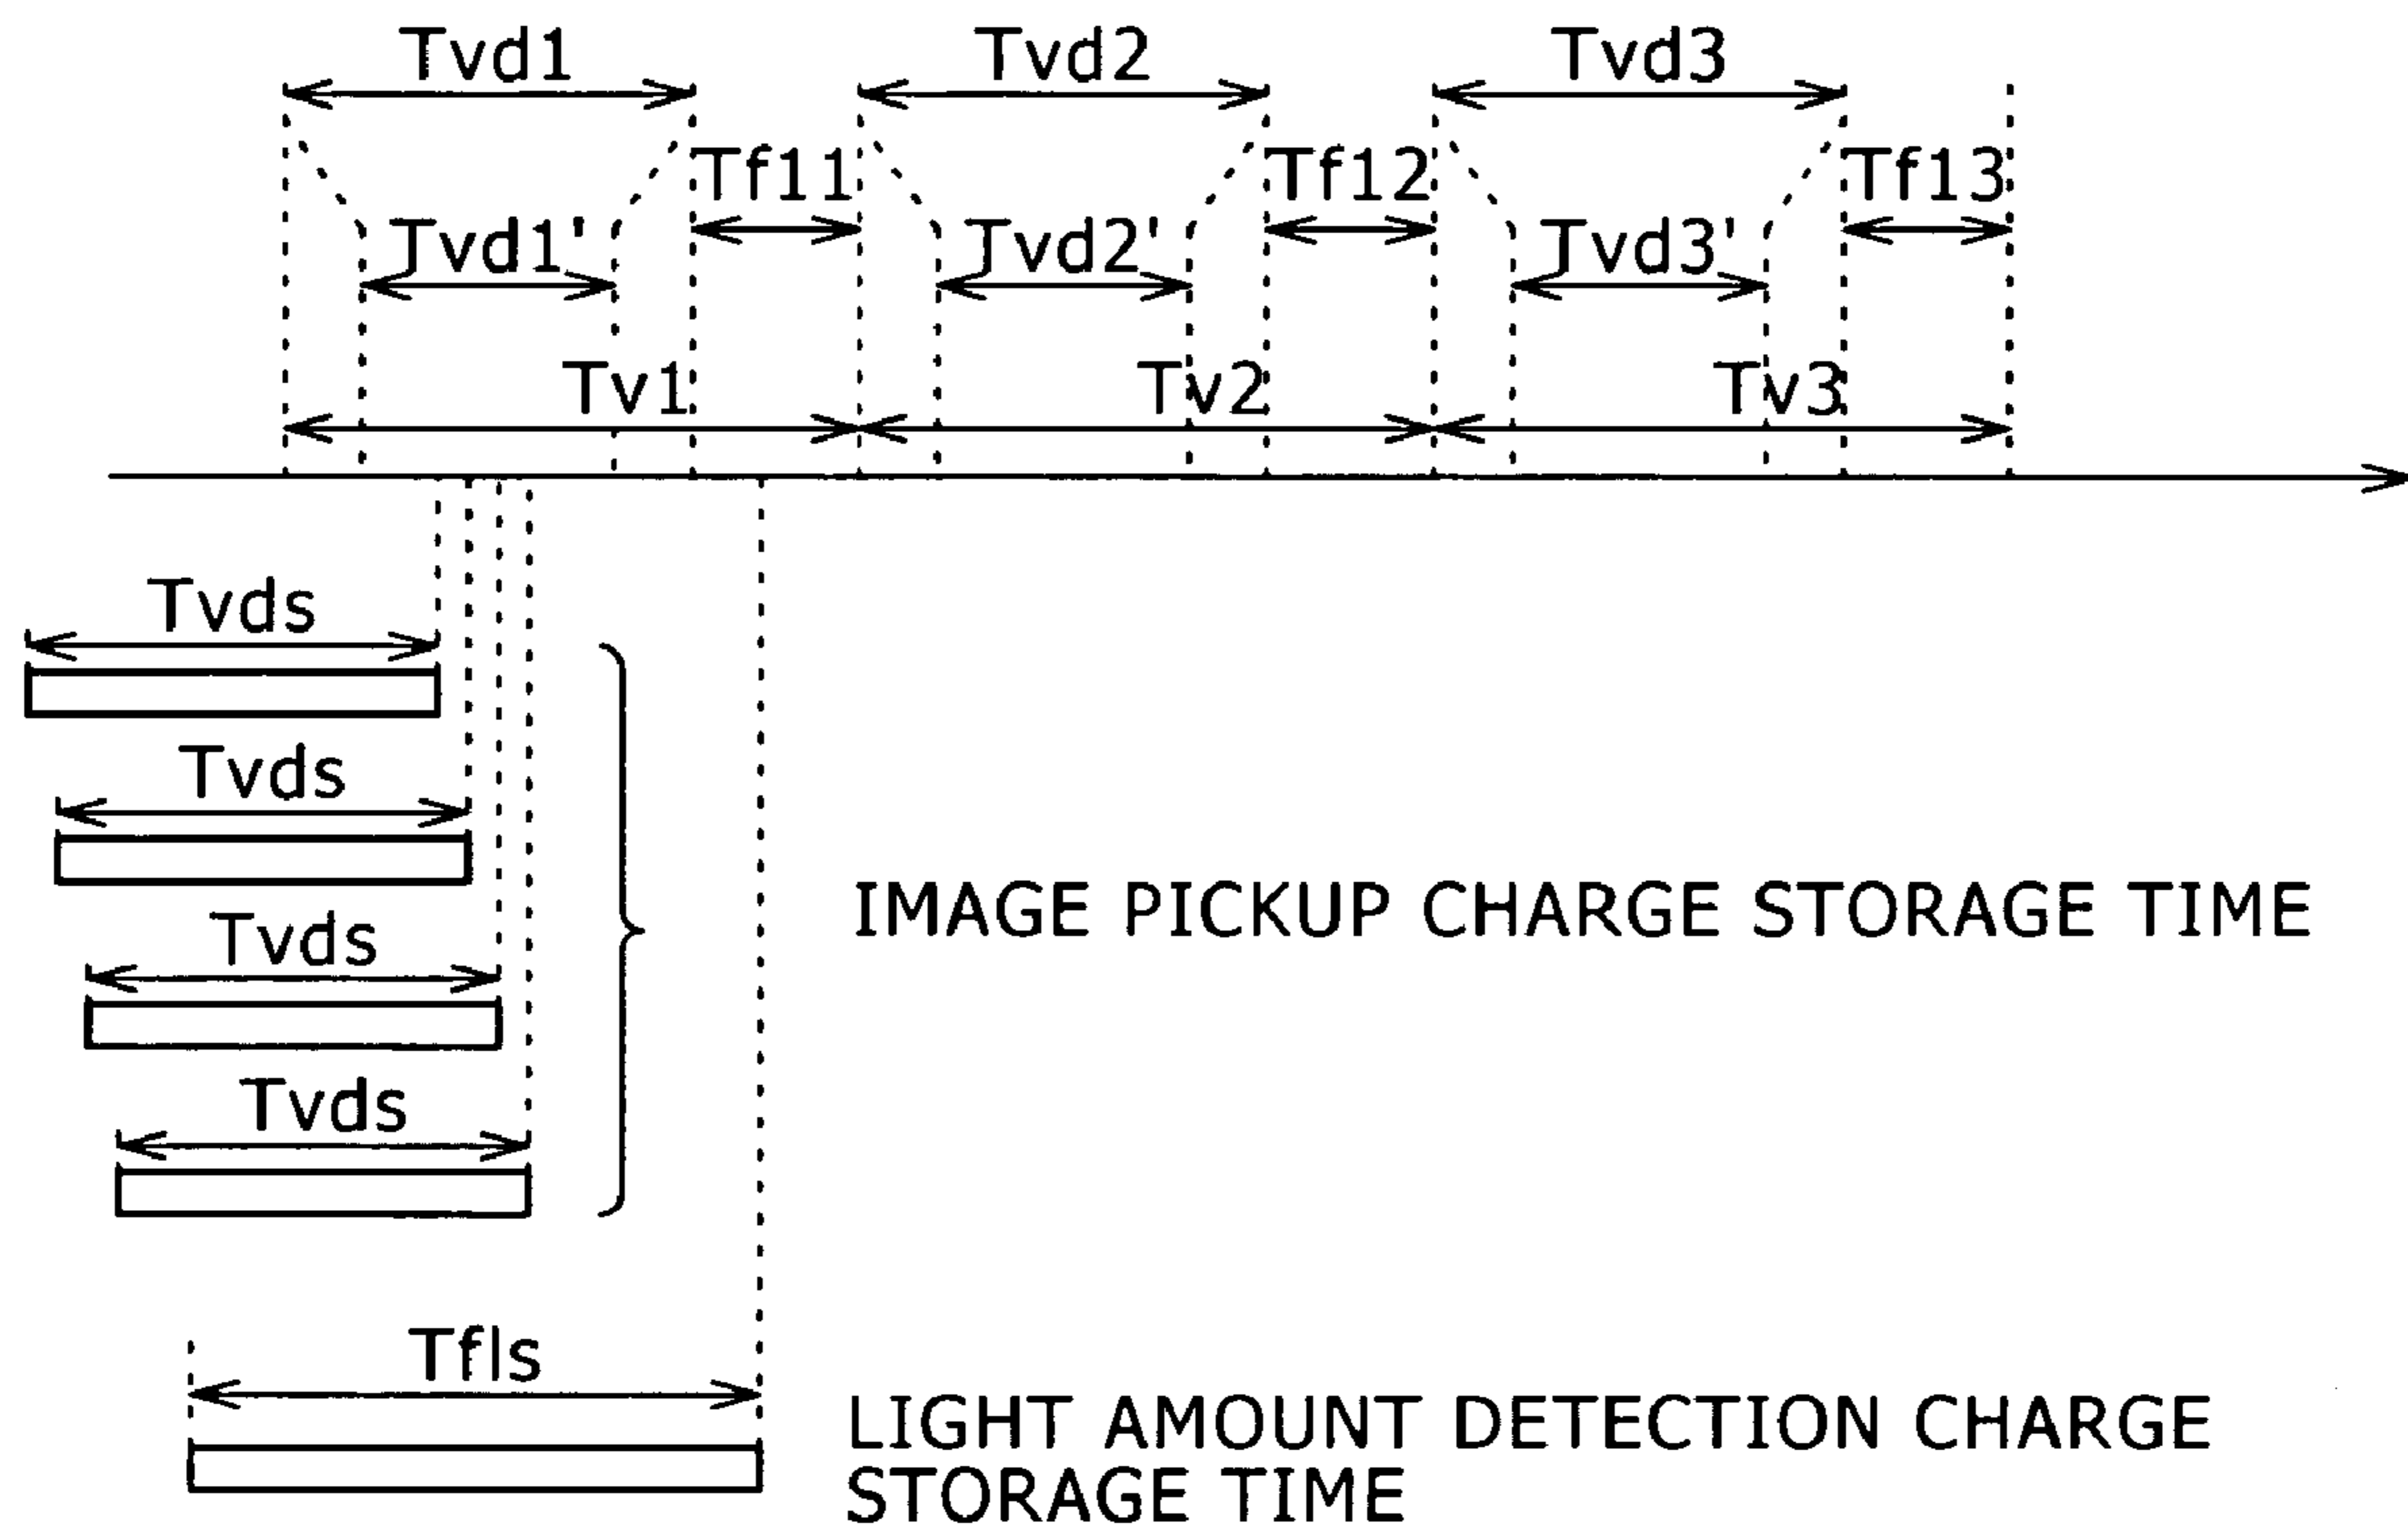 Tvd1 Tvd2 Tvd3
Tf11 Tf12 Tf13
Tvd1' Tvd2' Tvd3'
Tv1 Tv2 Tv3
Tvds
Tvds
IMAGE PICKUP CHARGE STORAGE TIME
Tvds
Tvds
Tfls
LIGHT AMOUNT DETECTION CHARGE
STORAGE TIME